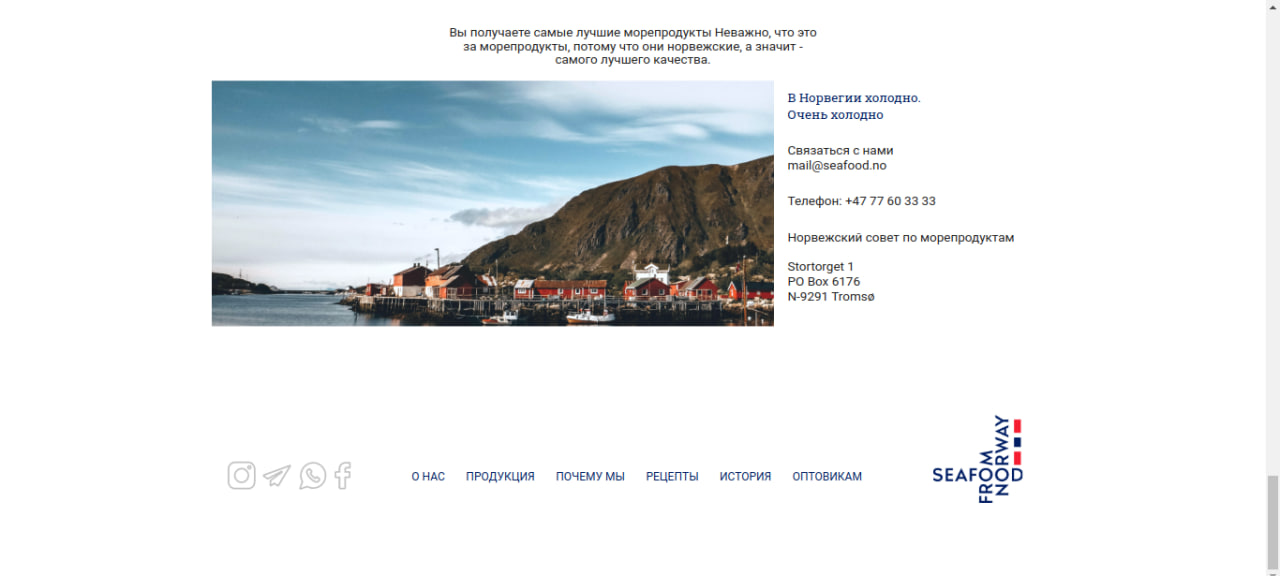 Вы получаете самые лучшие морепродукты Неважно, что это
за морепродукты, потому что они норвежские, а значит -
самого лучшего качества.
В Норвегии холодно.
Очень холодно
Связаться с нами
mail@seafood.no
Телефон: +47 77 60 33 33
Норвежский совет по морепродуктам
Stortorget 1
PO Box 6176
N-9291 Tromsø
О НАС ПРОДУКЦИЯ ПОЧЕМУ МЫ РЕЦЕПТЫ ИСТОРИЯ ОПТОВИКАМ
SEAFOOD
FROM
NORWAY